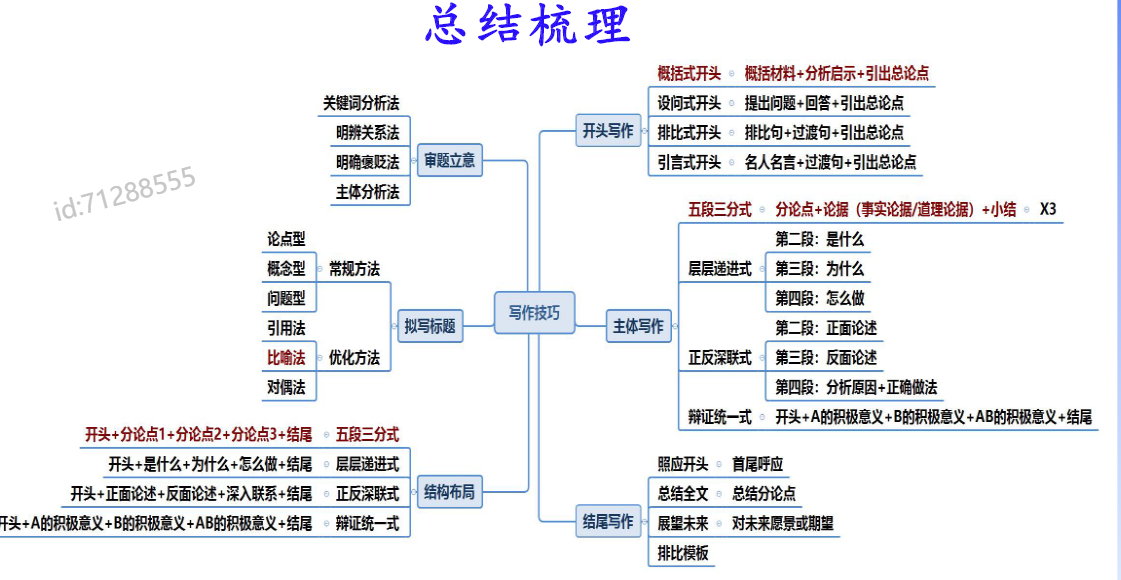 总结梳理
id:71288555
写作技巧
审题立意
关键词分析法
明辨关系法
明确褒贬法
主体分析法
拟写标题
常规方法
论点型
概念型
问题型
优化方法
引用法
比喻法
对偶法
结构布局
开头+分论点1+分论点2+分论点3+结尾 五段三分式
开头+是什么+为什么+怎么做+结尾 层层递进式
开头+正面论述+反面论述+深入联系+结尾 正反深联式
开头+A的积极意义+B的积极意义+AB的积极意义+结尾 辩证统一式
开头写作
概括式开头 概括材料+分析启示+引出总论点
设问式开头 提出问题+回答+引出总论点
排比式开头 排比句+过渡句+引出总论点
引言式开头 名人名言+过渡句+引出总论点
主体写作
五段三分式 分论点+论据（事实论据/道理论据）+小结 X3
层层递进式
第二段：是什么
第三段：为什么
第四段：怎么做
正反深联式
第二段：正面论述
第三段：反面论述
第四段：分析原因+正确做法
辩证统一式 开头+A的积极意义+B的积极意义+AB的积极意义+结尾
结尾写作
照应开头 首尾呼应
总结全文 总结分论点
展望未来 对未来愿景或期望
排比模板